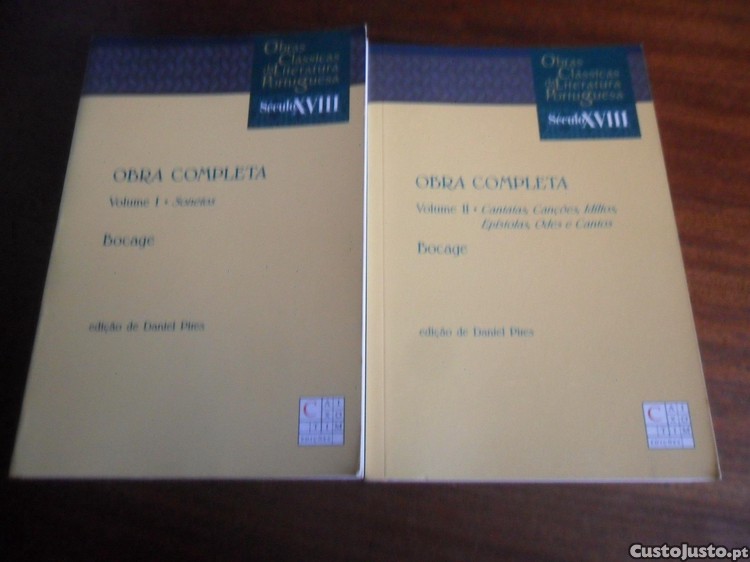 Obras
Clássicas
da Literatura
Portuguesa
Século XVIII
OBRA COMPLETA
Volume I • Sonetos
Bocage
edição de Daniel Pires
Obras
Clássicas
da Literatura
Portuguesa
Século XVIII
OBRA COMPLETA
Volume II • Cantatas, Canções, Idílios,
Epístolas, Odes e Cantos
Bocage
edição de Daniel Pires
CustoJusto.pt